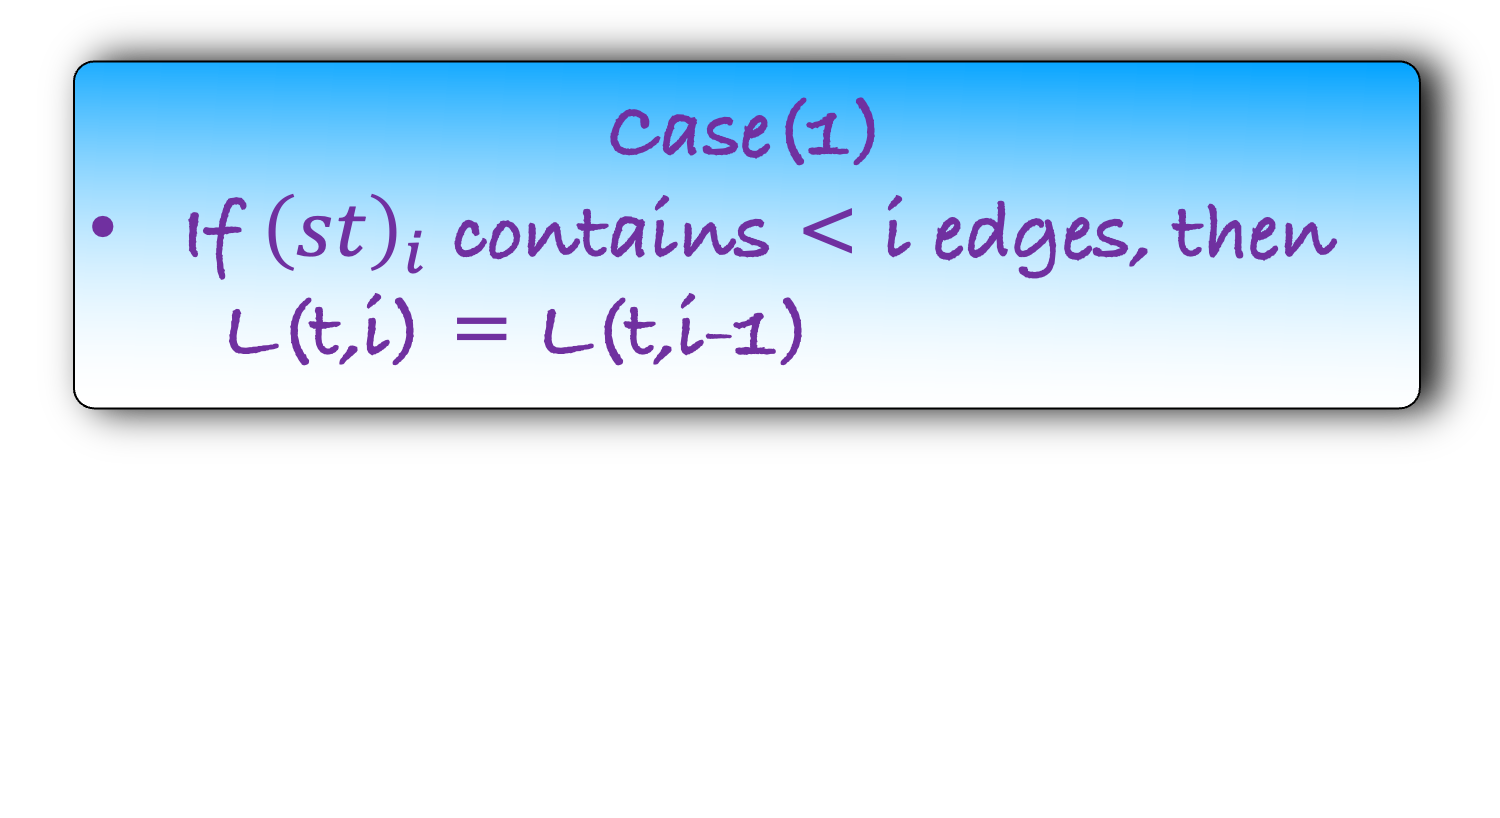 Case(1)
• If (st)ᵢ contains < i edges, then
L(t,i) = L(t,i-1)